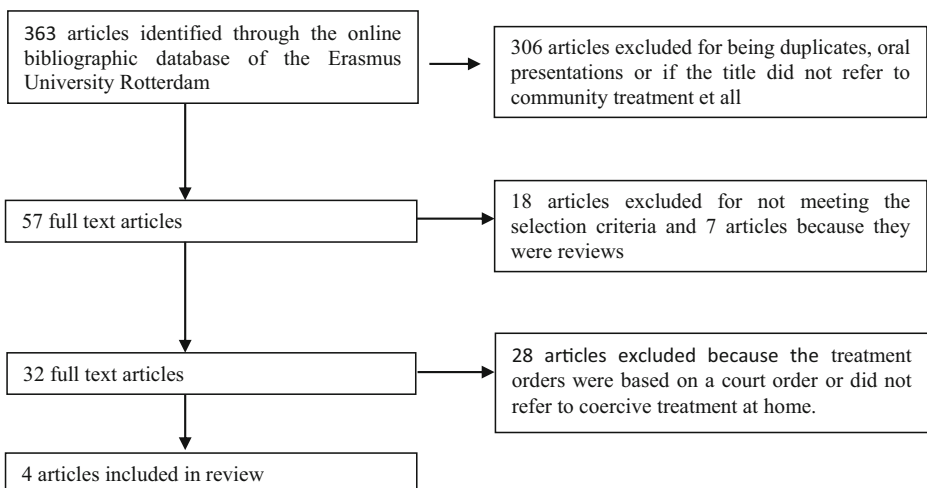 363 articles identified through the online
bibliographic database of the Erasmus
University Rotterdam
306 articles excluded for being duplicates, oral
presentations or if the title did not refer to
community treatment et all
57 full text articles
18 articles excluded for not meeting the
selection criteria and 7 articles because they
were reviews
32 full text articles
28 articles excluded because the treatment
orders were based on a court order or did not
refer to coercive treatment at home.
4 articles included in review